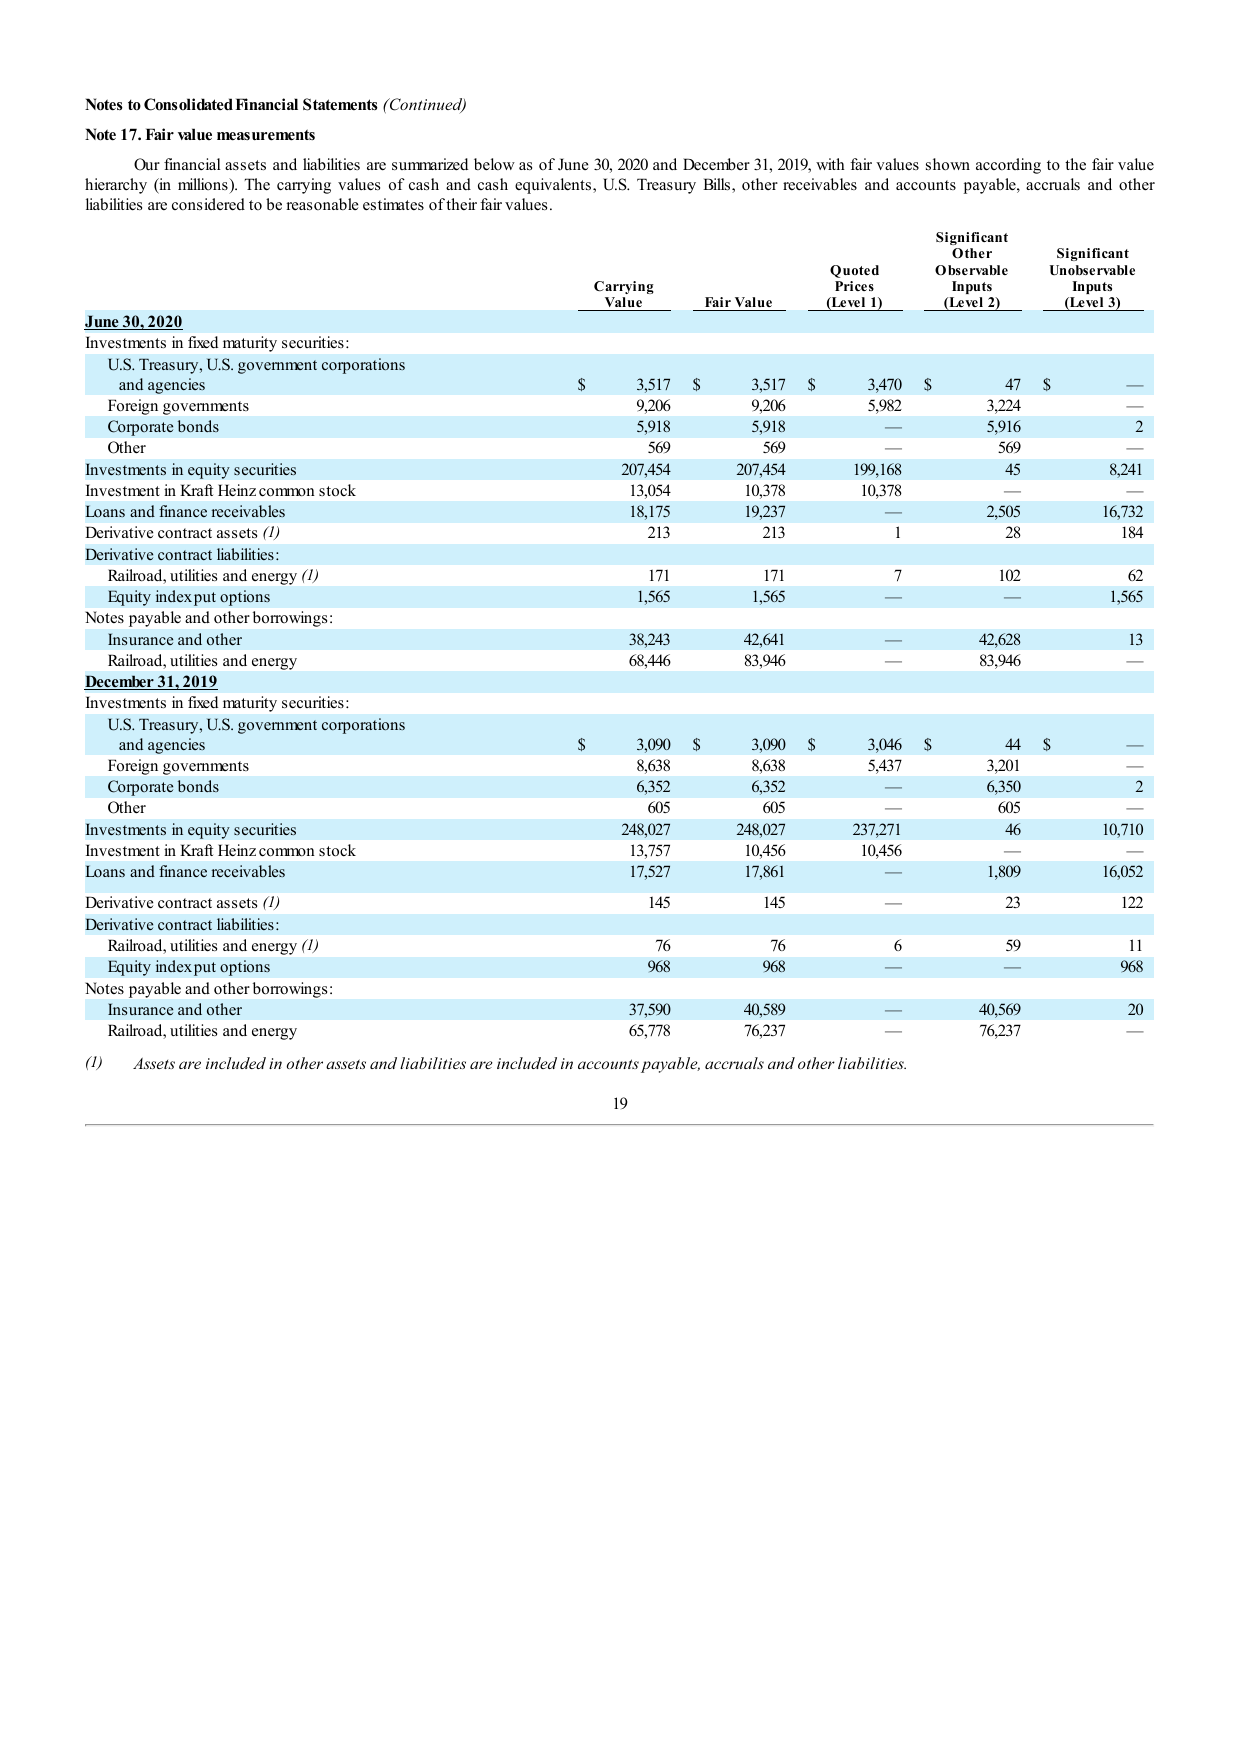 Notes to Consolidated Financial Statements (Continued)
Note 17. Fair value measurements
Our financial assets and liabilities are summarized below as of June 30, 2020 and December 31, 2019, with fair values shown according to the fair value
hierarchy (in millions). The carrying values of cash and cash equivalents, U.S. Treasury Bills, other receivables and accounts payable, accruals and other
liabilities are considered to be reasonable estimates of their fair values.
Carrying Value Fair Value Quoted Prices (Level 1) Significant Other Observable Inputs (Level 2) Significant Unobservable Inputs (Level 3)
June 30, 2020
Investments in fixed maturity securities:
U.S. Treasury, U.S. government corporations
and agencies $ 3,517 $ 3,517 $ 3,470 $ 47 $ —
Foreign governments 9,206 9,206 5,982 3,224 —
Corporate bonds 5,918 5,918 — 5,916 2
Other 569 569 — 569 —
Investments in equity securities 207,454 207,454 199,168 45 8,241
Investment in Kraft Heinz common stock 13,054 10,378 10,378 — —
Loans and finance receivables 18,175 19,237 — 2,505 16,732
Derivative contract assets (1) 213 213 1 28 184
Derivative contract liabilities:
Railroad, utilities and energy (1) 171 171 7 102 62
Equity index put options 1,565 1,565 — — 1,565
Notes payable and other borrowings:
Insurance and other 38,243 42,641 — 42,628 13
Railroad, utilities and energy 68,446 83,946 — 83,946 —
December 31, 2019
Investments in fixed maturity securities:
U.S. Treasury, U.S. government corporations
and agencies $ 3,090 $ 3,090 $ 3,046 $ 44 $ —
Foreign governments 8,638 8,638 5,437 3,201 —
Corporate bonds 6,352 6,352 — 6,350 2
Other 605 605 — 605 —
Investments in equity securities 248,027 248,027 237,271 46 10,710
Investment in Kraft Heinz common stock 13,757 10,456 10,456 — —
Loans and finance receivables 17,527 17,861 — 1,809 16,052
Derivative contract assets (1) 145 145 — 23 122
Derivative contract liabilities:
Railroad, utilities and energy (1) 76 76 6 59 11
Equity index put options 968 968 — — 968
Notes payable and other borrowings:
Insurance and other 37,590 40,589 — 40,569 20
Railroad, utilities and energy 65,778 76,237 — 76,237 —
(1) Assets are included in other assets and liabilities are included in accounts payable, accruals and other liabilities.
19